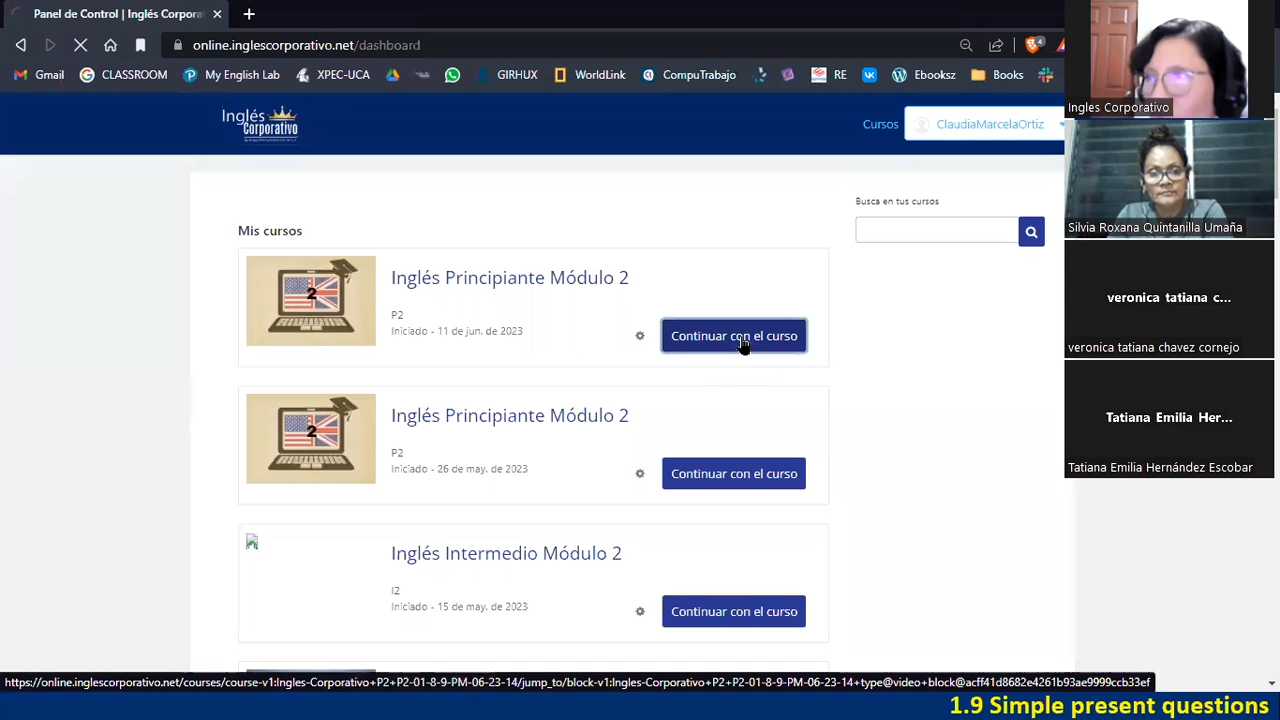 Panel de Control | Inglés Corpora
online.inglescorporativo.net/dashboard
4
Gmail
CLASSROOM
My English Lab
XPEC-UCA
GIRHUX
WorldLink
CompuTrabajo
RE
Ebooksz
Books
Inglés
Corporativo
Cursos
ClaudiaMarcelaOrtiz
Busca en tus cursos
Mis cursos
2
Inglés Principiante Módulo 2
P2
Iniciado - 11 de jun. de 2023
Continuar con el curso
2
Inglés Principiante Módulo 2
P2
Iniciado - 26 de may. de 2023
Continuar con el curso
Inglés Intermedio Módulo 2
I2
Iniciado - 15 de may. de 2023
Continuar con el curso
https://online.inglescorporativo.net/courses/course-v1:Ingles-Corporativo+P2+P2-01-8-9-PM-06-23-14/jump_to/block-v1:Ingles-Corporativo+P2+P2-01-8-9-PM-06-23-14+type@video+block@acff41d8682e4261b93ae9999ccb33ef
Ingles Corporativo
Silvia Roxana Quintanilla Umaña
veronica tatiana c...
veronica tatiana chavez cornejo
Tatiana Emilia Her...
Tatiana Emilia Hernández Escobar
1.9 Simple present questions